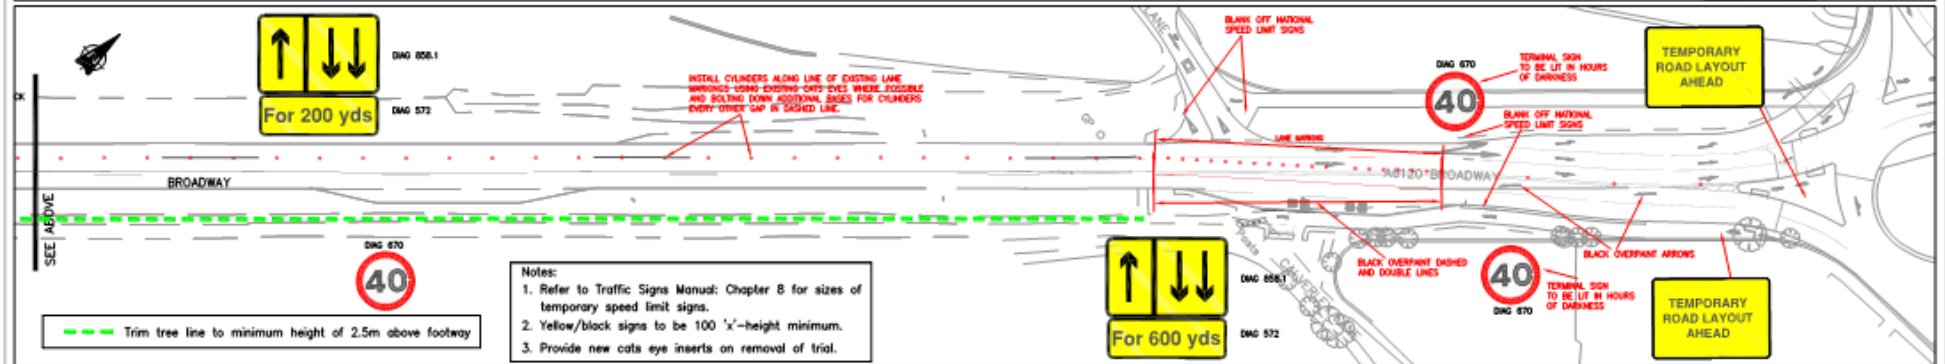 For 200 yds
DIAG 858.1
DIAG 572
INSTALL CYLINDERS ALONG LINE OF EXISTING LANE
MARKINGS USING EXISTING CATS EYES WHERE POSSIBLE
AND BOLTING DOWN ADDITIONAL BASES FOR CYLINDERS
EVERY OTHER GAP IN DASHED LINE.
LANE
BLANK OFF NATIONAL
SPEED LIMIT SIGNS
DIAG 670
40
TERMINAL SIGN
TO BE LIT IN HOURS
OF DARKNESS
TEMPORARY
ROAD LAYOUT
AHEAD
BLANK OFF NATIONAL
SPEED LIMIT SIGNS
LANE MARKING
CK
GP
BROADWAY
A6120 BROADWAY
SEE ABOVE
Posts
DIAG 670
40
For 600 yds
DIAG 858.1
DIAG 572
BLACK OVERPAINT DASHED
AND DOUBLE LINES
BLACK OVERPAINT ARROWS
40
DIAG 670
TERMINAL SIGN
TO BE LIT IN HOURS
OF DARKNESS
TEMPORARY
ROAD LAYOUT
AHEAD
Trim tree line to minimum height of 2.5m above footway
Notes:
1. Refer to Traffic Signs Manual: Chapter 8 for sizes of
temporary speed limit signs.
2. Yellow/black signs to be 100 'x'-height minimum.
3. Provide new cats eye inserts on removal of trial.